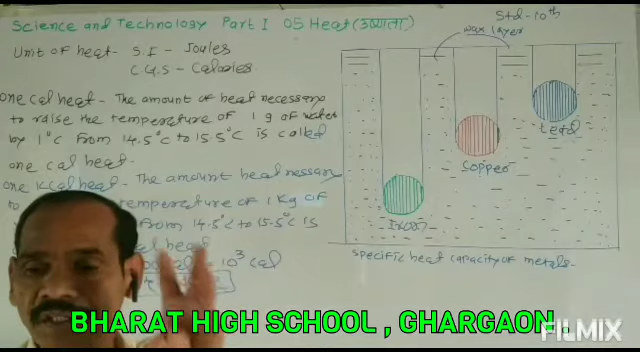 Science and Technology Part I 05 Heat (उष्णता)
Std-10th
Unit of heat - S.I - Joules
C.G.S - Calories
wax layer
one cal heat - The amount of heat necessary
to raise the temperature of 1 g of water
by 1°C from 14.5°C to 15.5°C is called
one cal heat.
one kcal heat - The amount heat nessary
to temperature of 1 kg of
from 14.5°C to 15.5°C is
cal heat
10³ cal
Lead
Copper
Iron
specific heat capacity of metals.
BHARAT HIGH SCHOOL , GHARGAON .
FILMIX